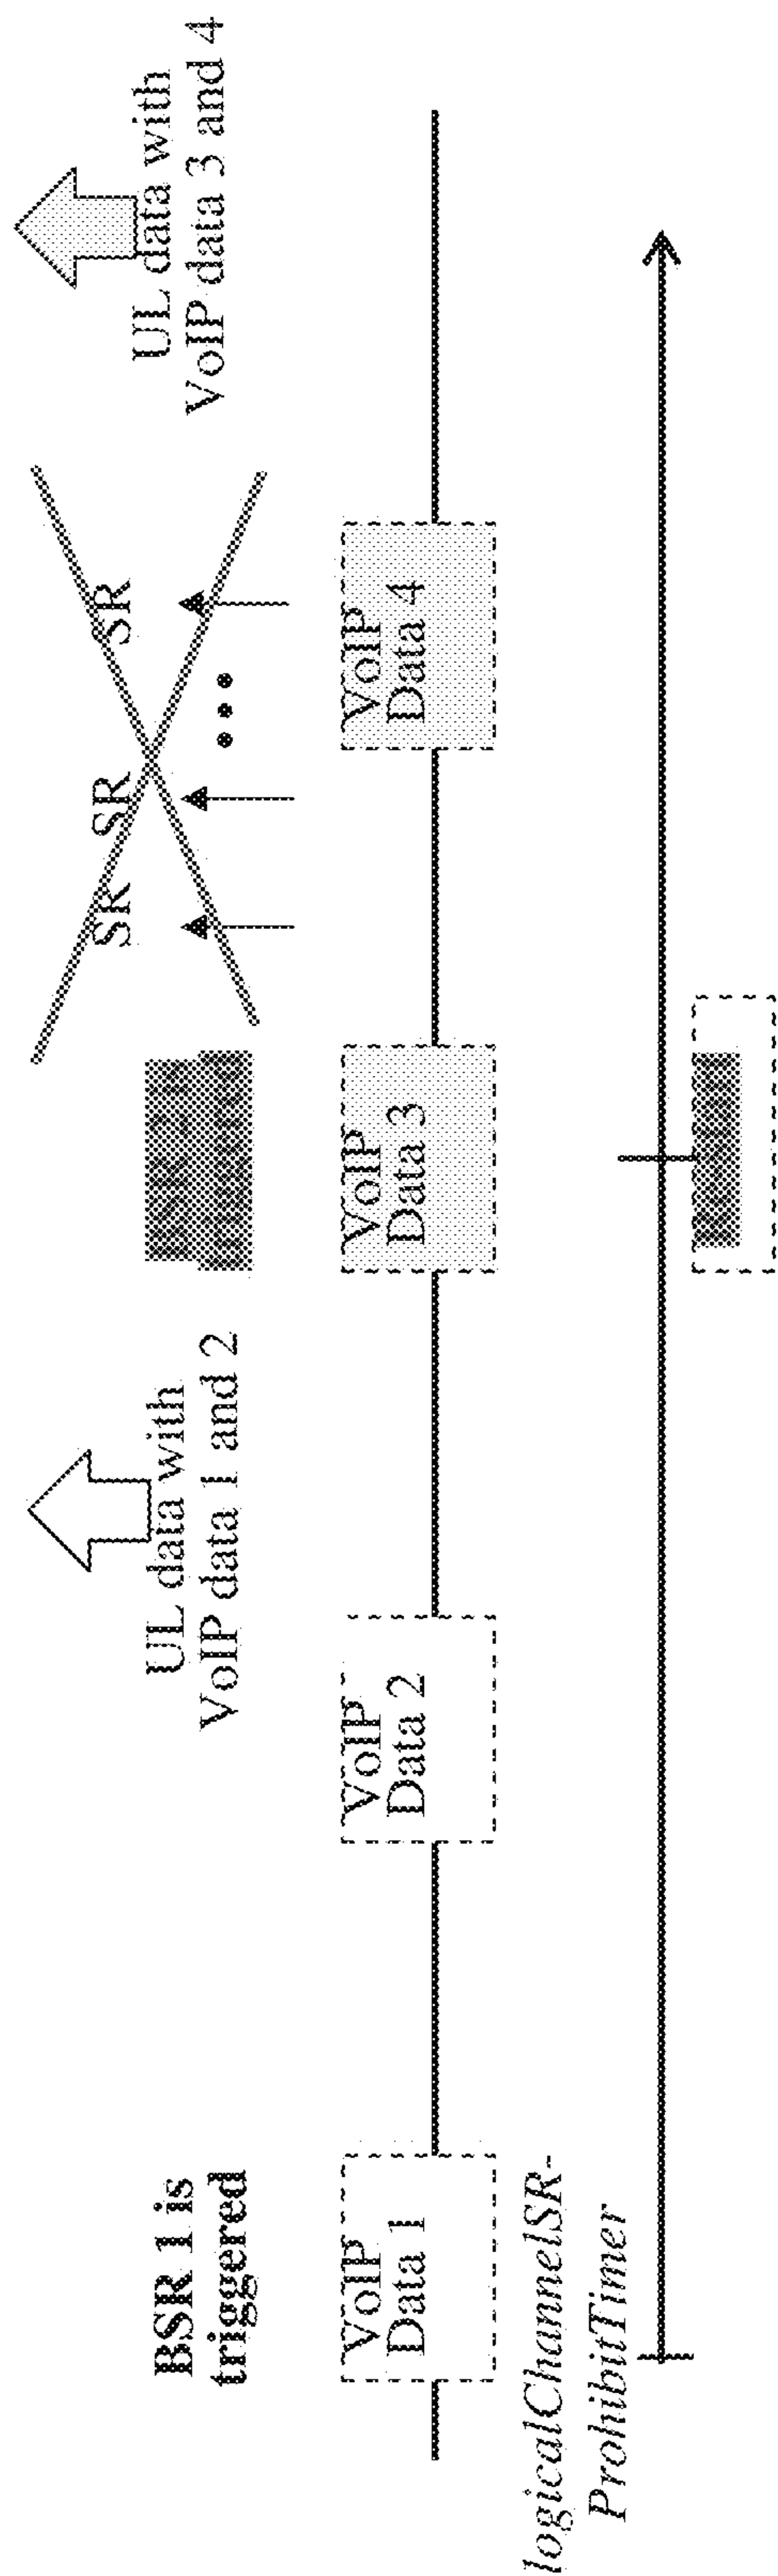 BSR 1 is
triggered
UL data with
VoIP data 1 and 2
SR
SR
SR
UL data with
VoIP data 3 and 4
VoIP
Data 1
VoIP
Data 2
VoIP
Data 3
VoIP
Data 4
logicalChannelSR-
ProhibitTimer